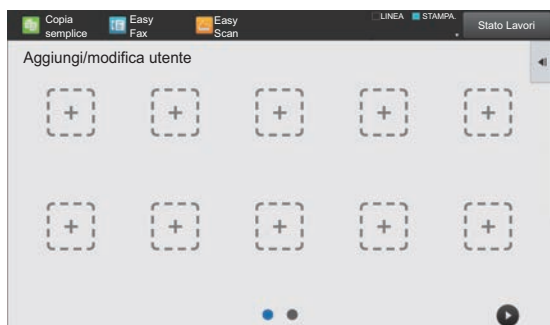 Copia
semplice
Easy
Fax
Easy
Scan
LINEA
STAMPA.
Stato Lavori
Aggiungi/modifica utente